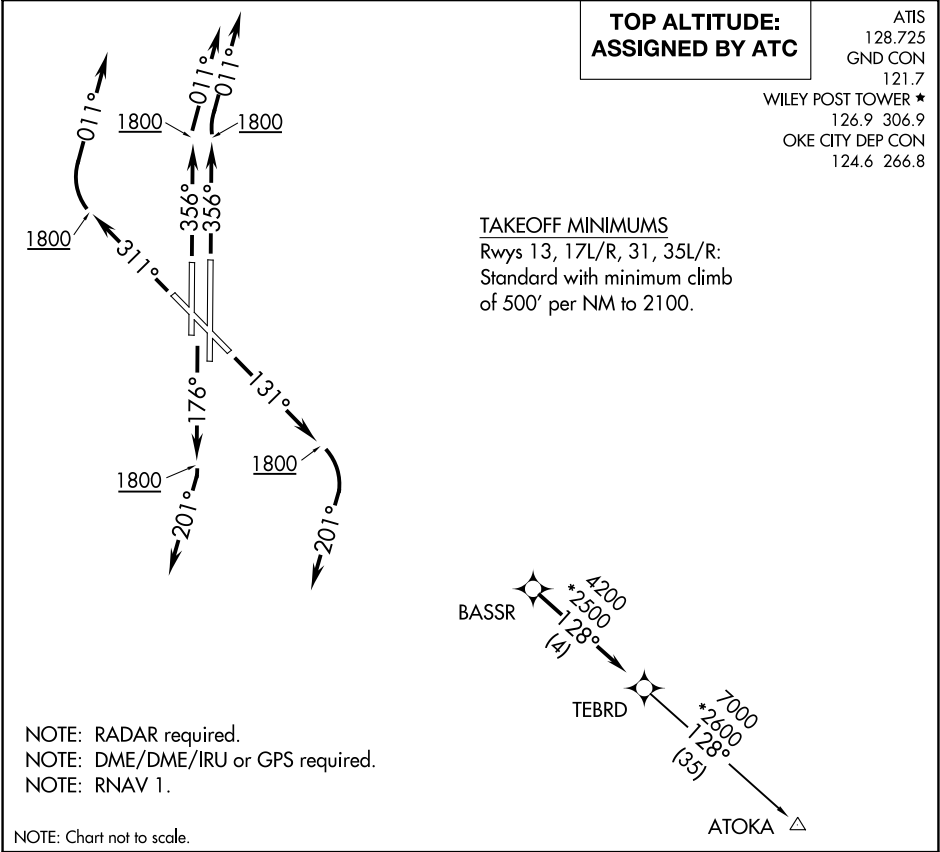 TOP ALTITUDE:
ASSIGNED BY ATC
ATIS
128.725
GND CON
121.7
WILEY POST TOWER ★
126.9 306.9
OKE CITY DEP CON
124.6 266.8
011°
011°
011°
1800
1800
356°
356°
1800
311°
TAKEOFF MINIMUMS
Rwys 13, 17L/R, 31, 35L/R:
Standard with minimum climb
of 500' per NM to 2100.
176°
131°
1800
1800
201°
201°
BASSR
4200
*2500
128°
(4)
TEBRD
7000
*2600
128°
(35)
ATOKA
NOTE: RADAR required.
NOTE: DME/DME/IRU or GPS required.
NOTE: RNAV 1.
NOTE: Chart not to scale.